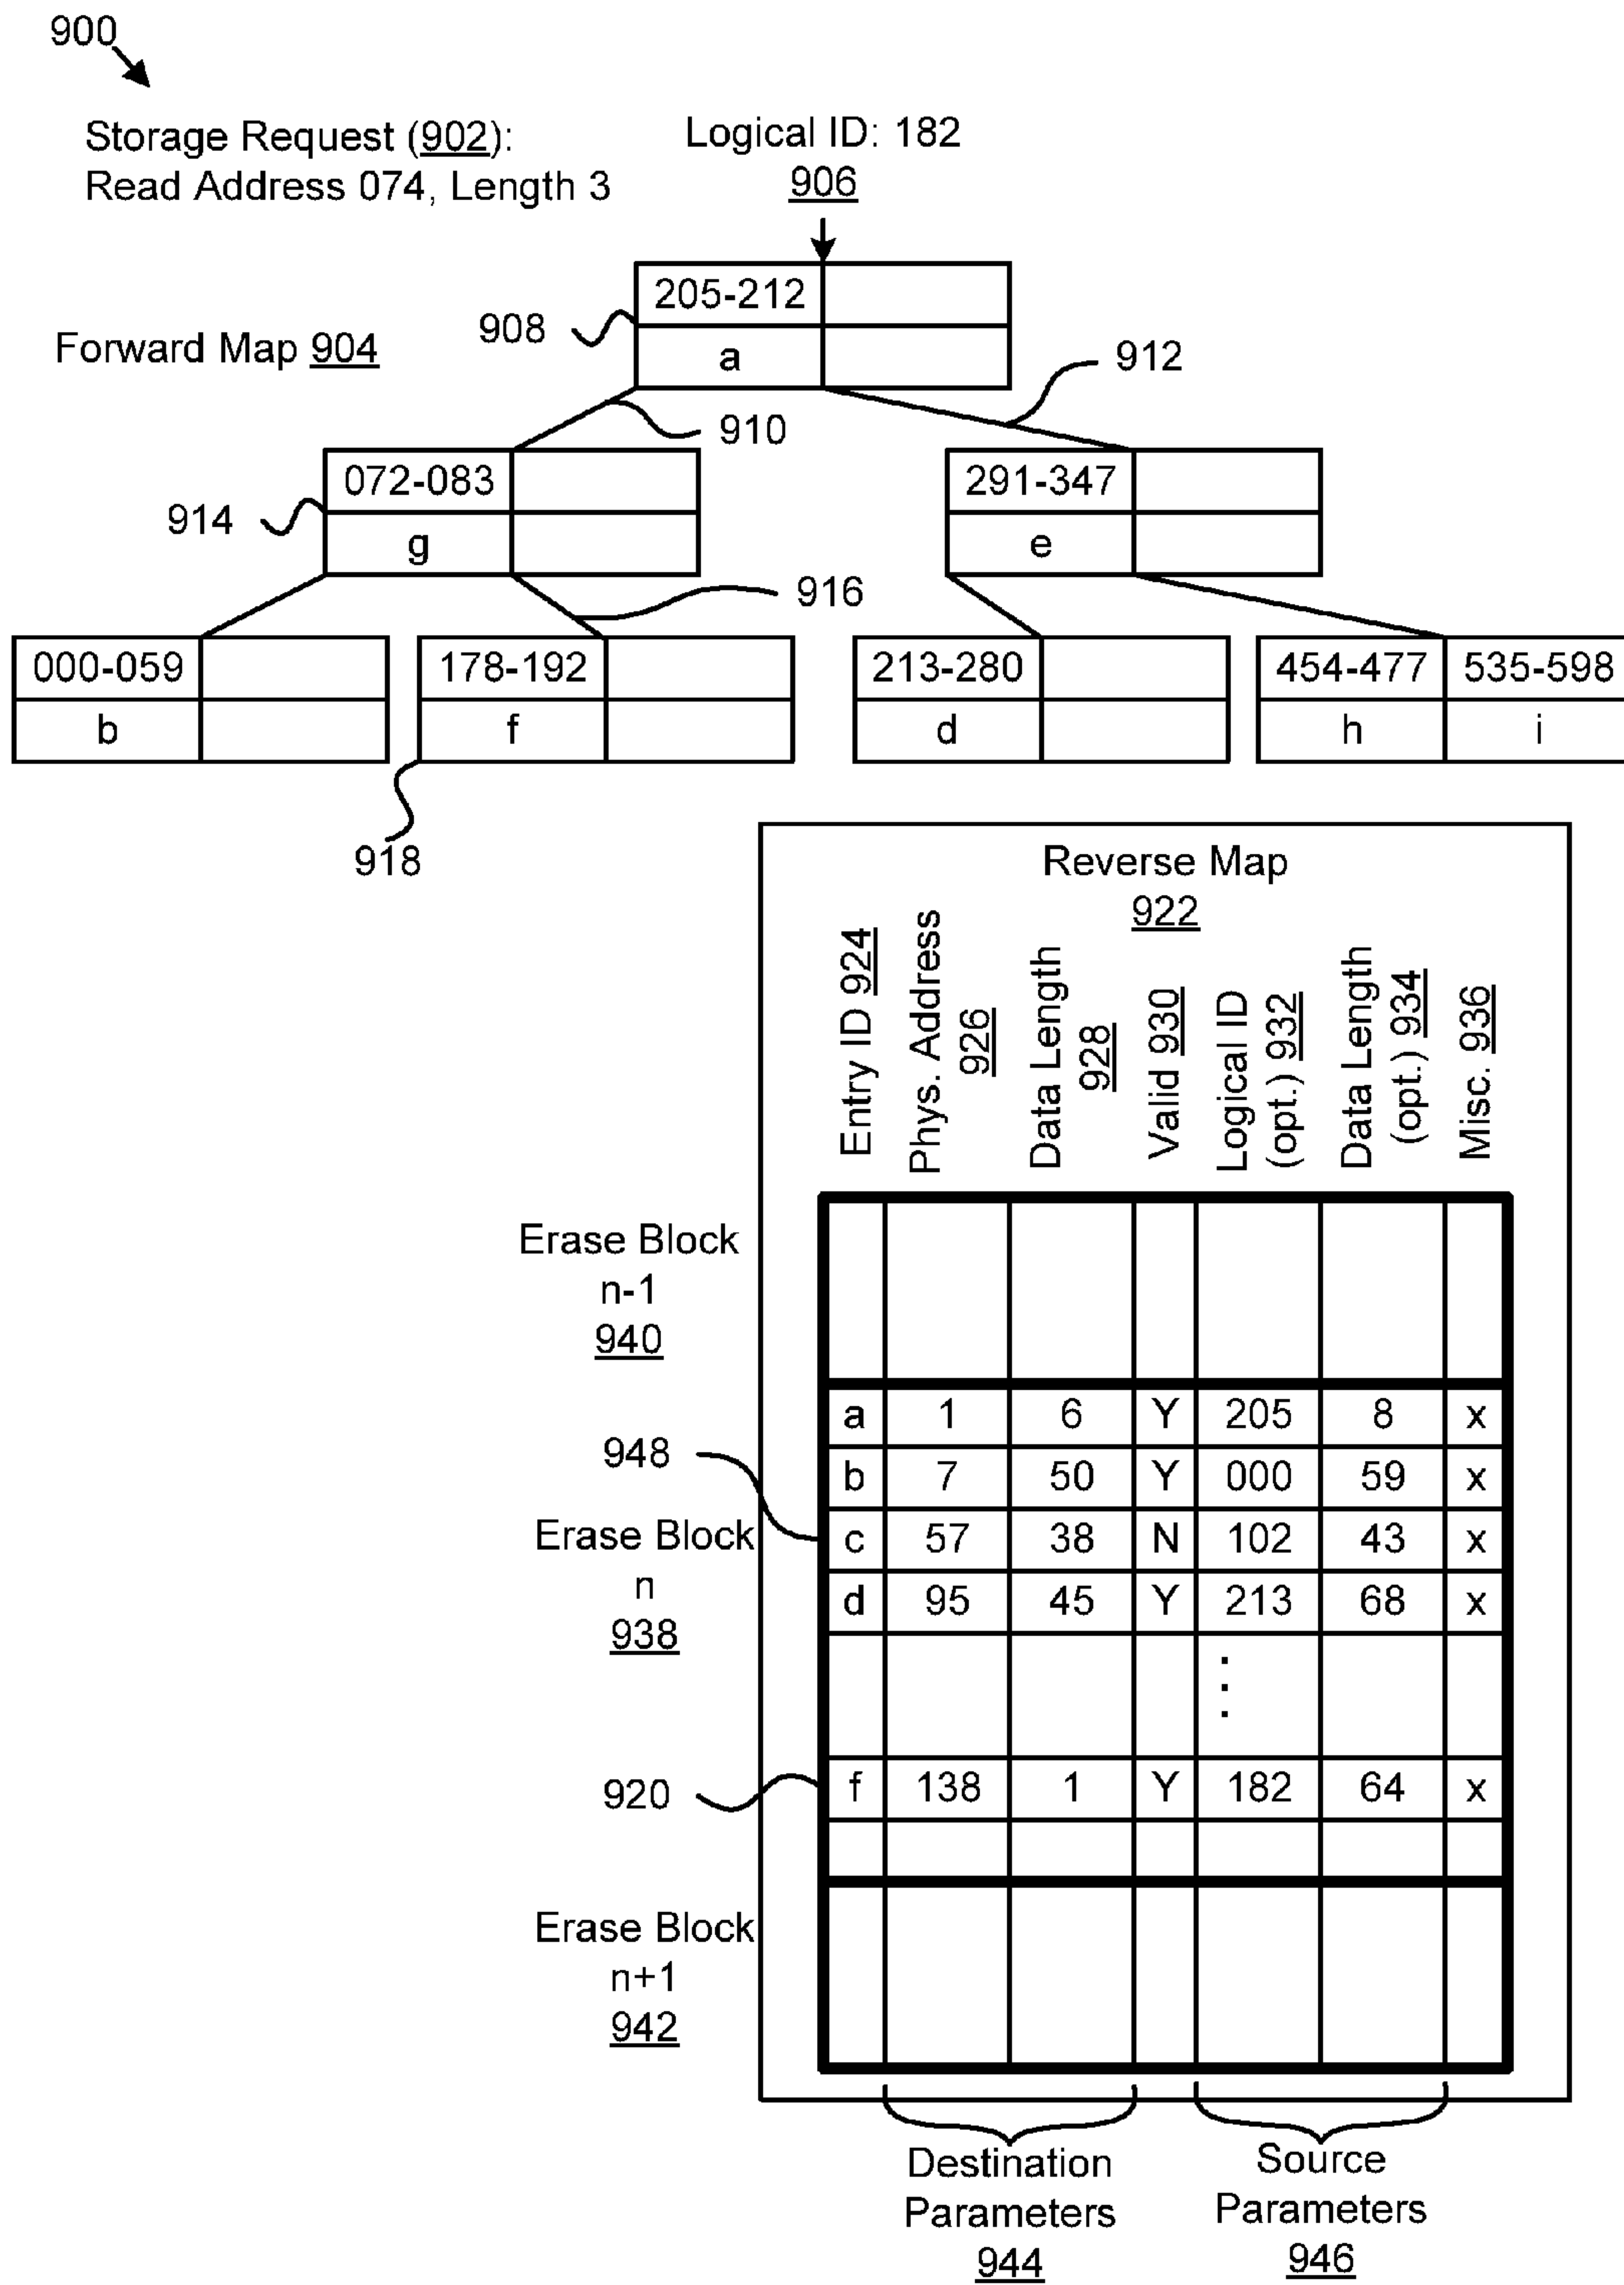 900
Storage Request (902):
Read Address 074, Length 3
Logical ID: 182
906
205-212
a
908
Forward Map 904
912
910
072-083
g
914
291-347
e
916
000-059
b
178-192
f
213-280
d
454-477 535-598
h i
918
Reverse Map
922
Entry ID 924
Phys. Address
926
Data Length
928
Valid 930
Logical ID
(opt.) 932
Data Length
(opt.) 934
Misc. 936
Erase Block
n-1
940
a 1 6 Y 205 8 x
948
b 7 50 Y 000 59 x
Erase Block
n
938
c 57 38 N 102 43 x
d 95 45 Y 213 68 x
⋮
920
f 138 1 Y 182 64 x
Erase Block
n+1
942
Destination
Parameters
944
Source
Parameters
946